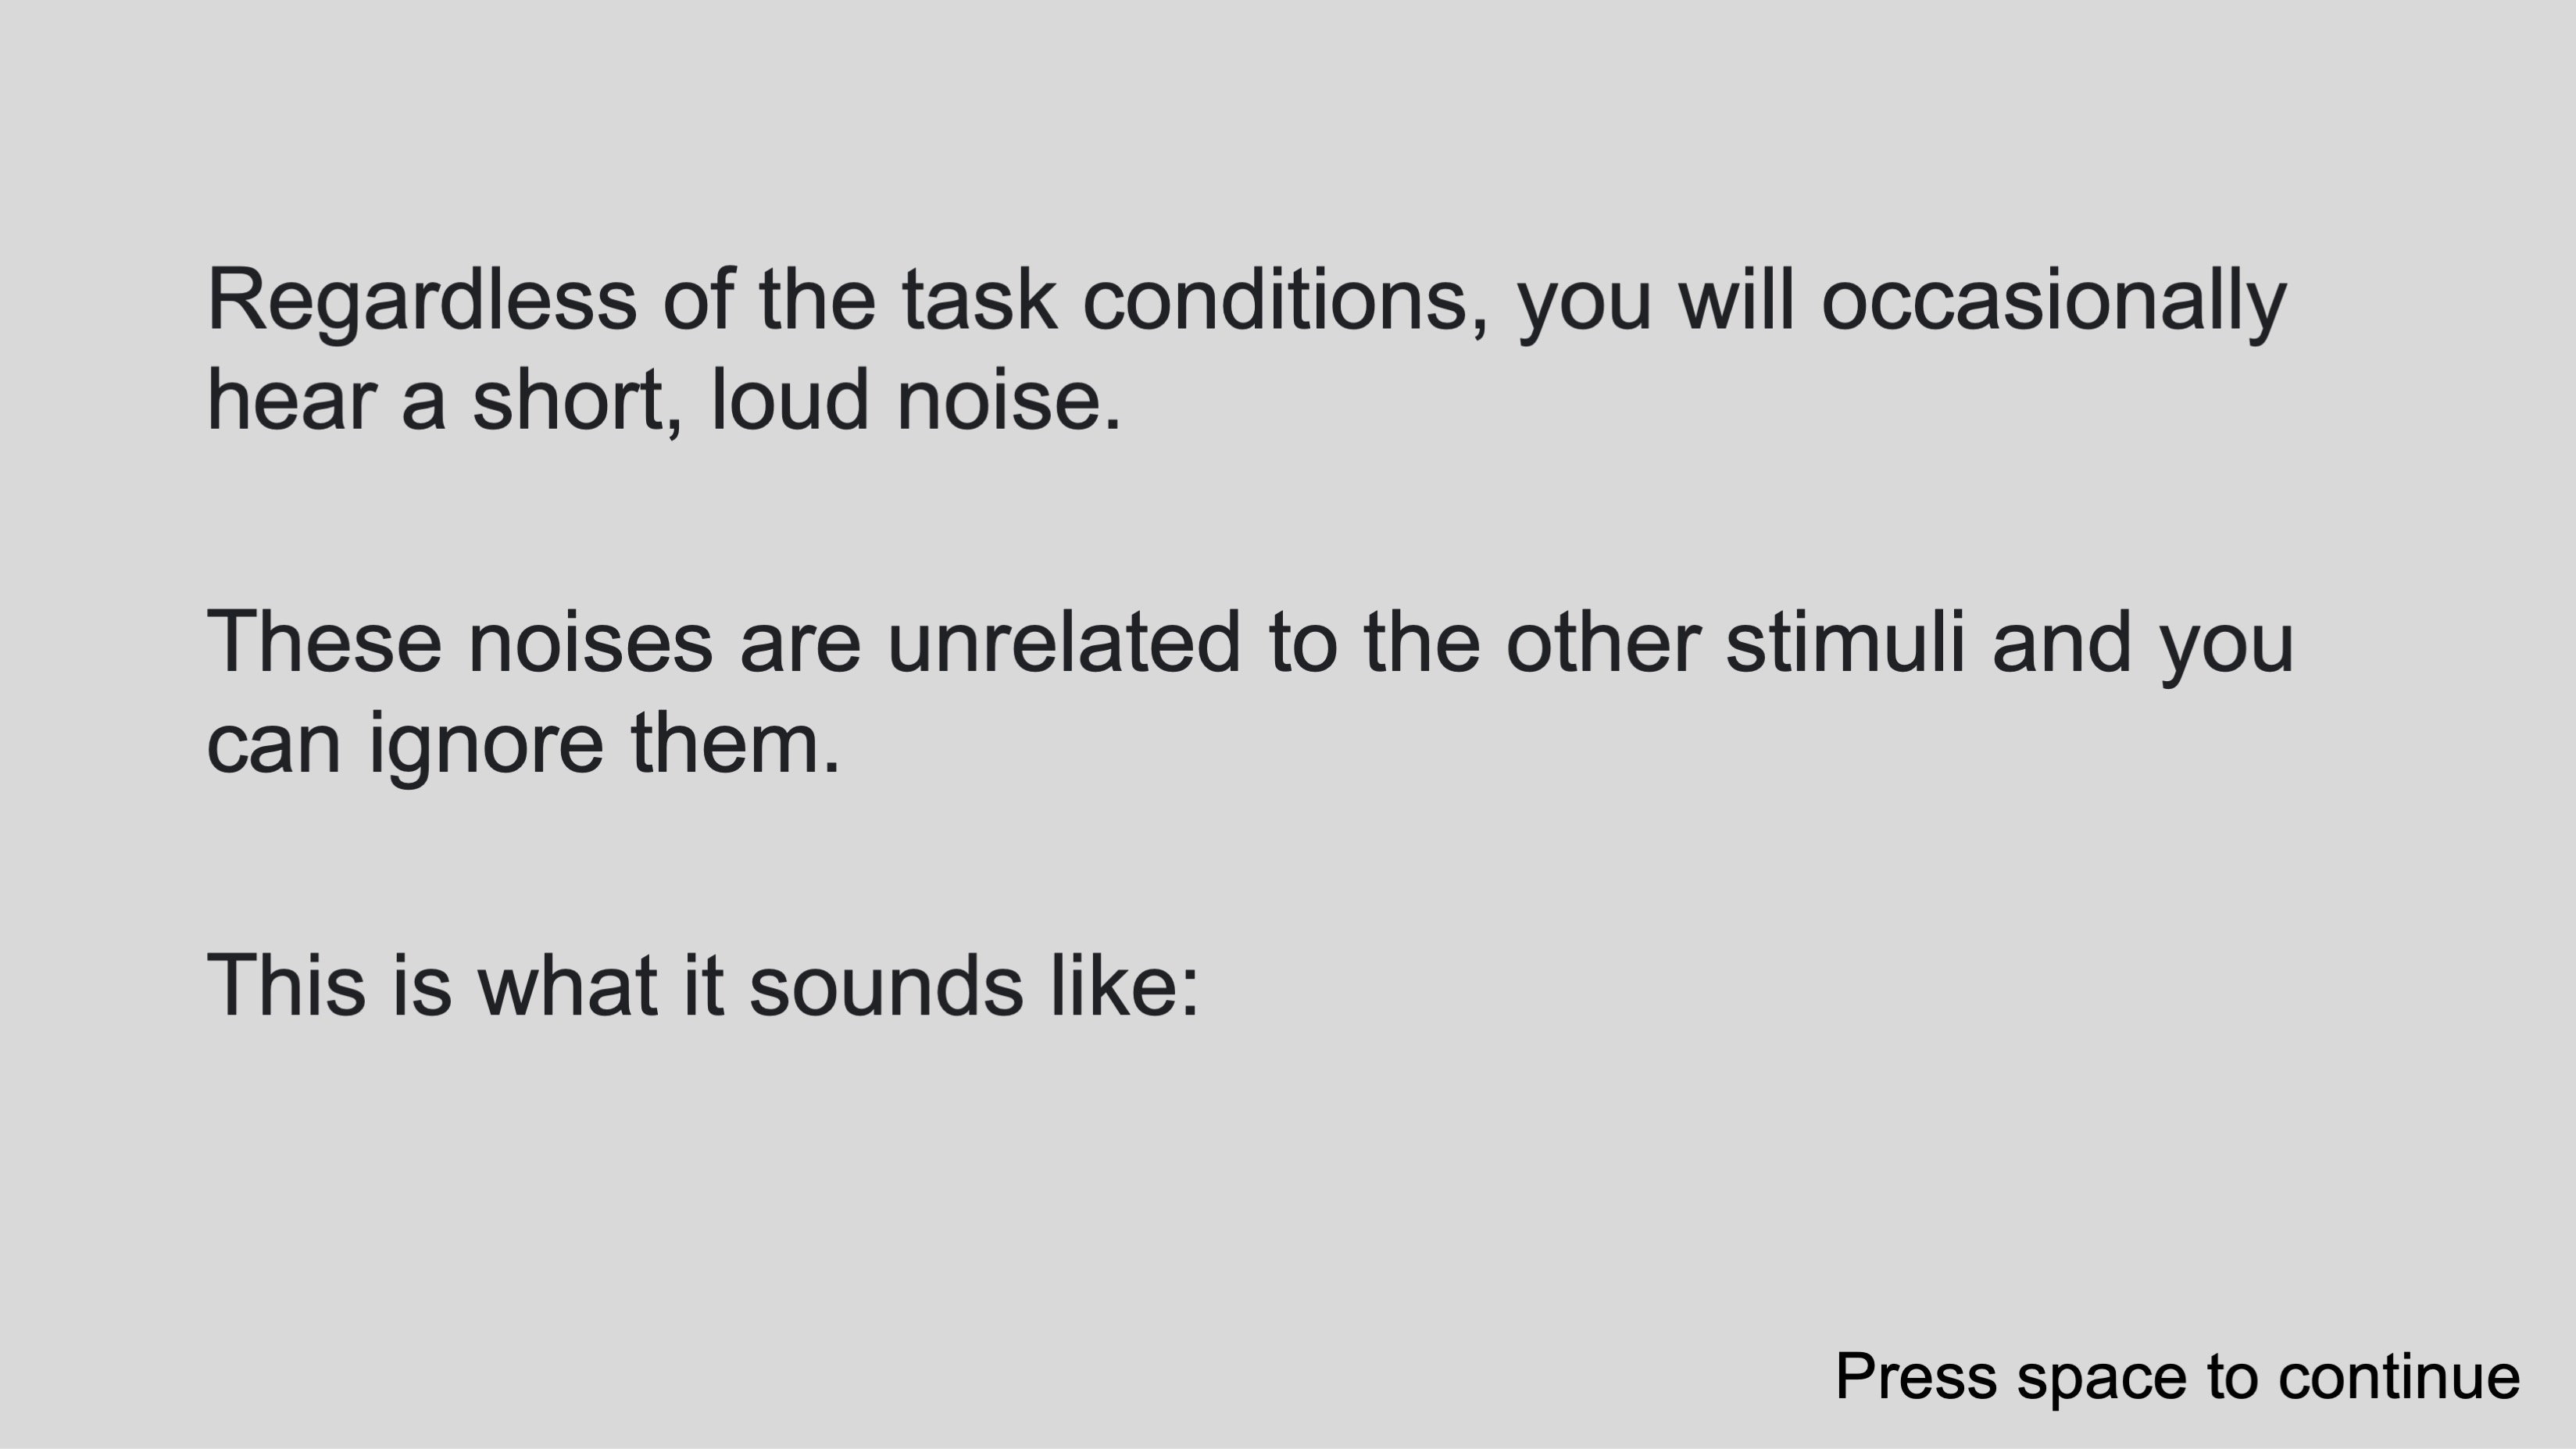 Regardless of the task conditions, you will occasionally
hear a short, loud noise.
These noises are unrelated to the other stimuli and you
can ignore them.
This is what it sounds like:
Press space to continue